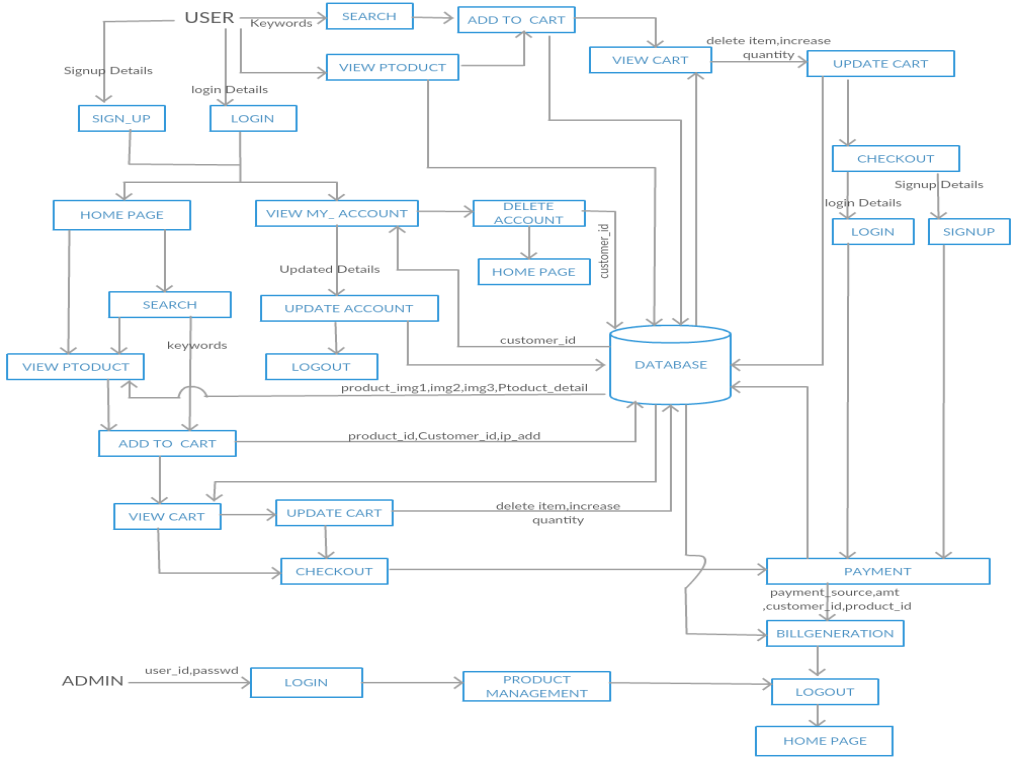 USER
Keywords
SEARCH
ADD TO CART
delete item,increase
quantity
VIEW CART
UPDATE CART
Signup Details
VIEW PTODUCT
login Details
SIGN_UP
LOGIN
CHECKOUT
Signup Details
login Details
HOME PAGE
VIEW MY_ ACCOUNT
DELETE
ACCOUNT
customer_id
LOGIN
SIGNUP
Updated Details
HOME PAGE
SEARCH
UPDATE ACCOUNT
keywords
customer_id
VIEW PTODUCT
LOGOUT
DATABASE
product_img1,img2,img3,Ptoduct_detail
ADD TO CART
product_id,Customer_id,ip_add
VIEW CART
UPDATE CART
delete item,increase
quantity
CHECKOUT
PAYMENT
payment_source,amt
,customer_id,product_id
BILLGENERATION
ADMIN
user_id,passwd
LOGIN
PRODUCT
MANAGEMENT
LOGOUT
HOME PAGE